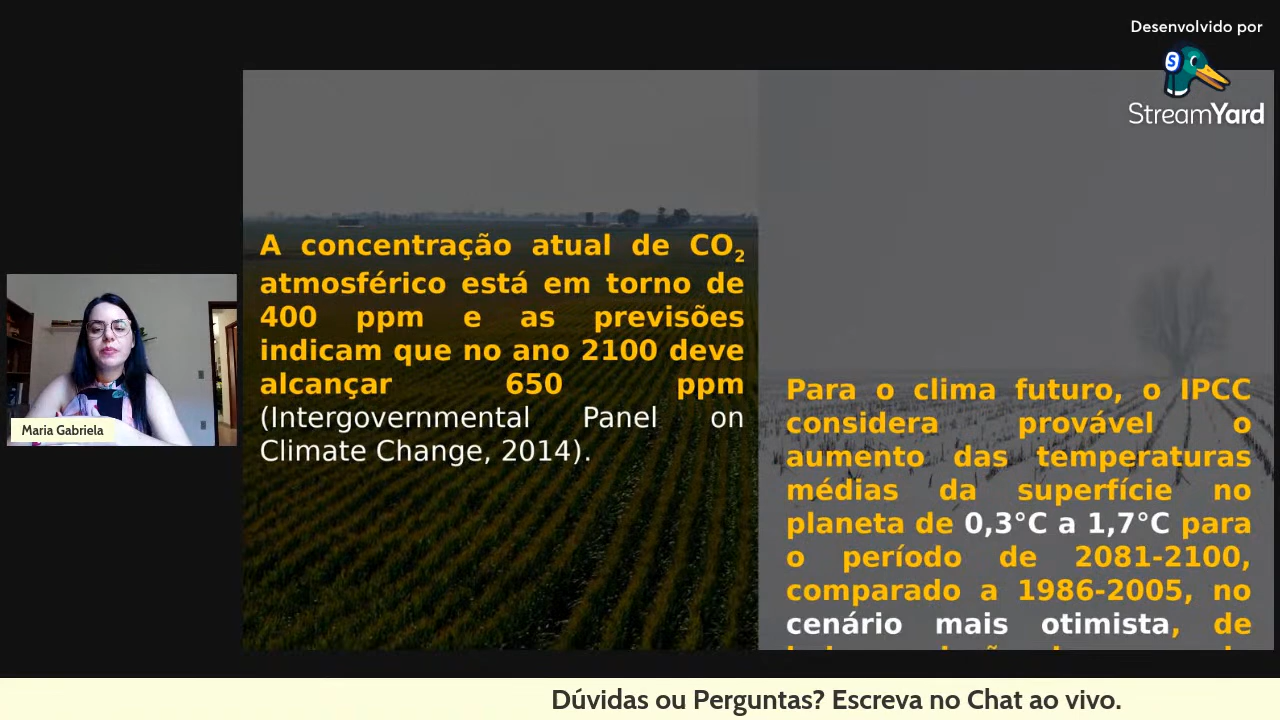 Desenvolvido por
StreamYard
A concentração atual de CO₂
atmosférico está em torno de
400 ppm e as previsões
indicam que no ano 2100 deve
alcançar 650 ppm
(Intergovernmental Panel on
Climate Change, 2014).
Para o clima futuro, o IPCC
considera provável o
aumento das temperaturas
médias da superfície no
planeta de 0,3°C a 1,7°C para
o período de 2081-2100,
comparado a 1986-2005, no
cenário mais otimista, de
Maria Gabriela
Dúvidas ou Perguntas? Escreva no Chat ao vivo.